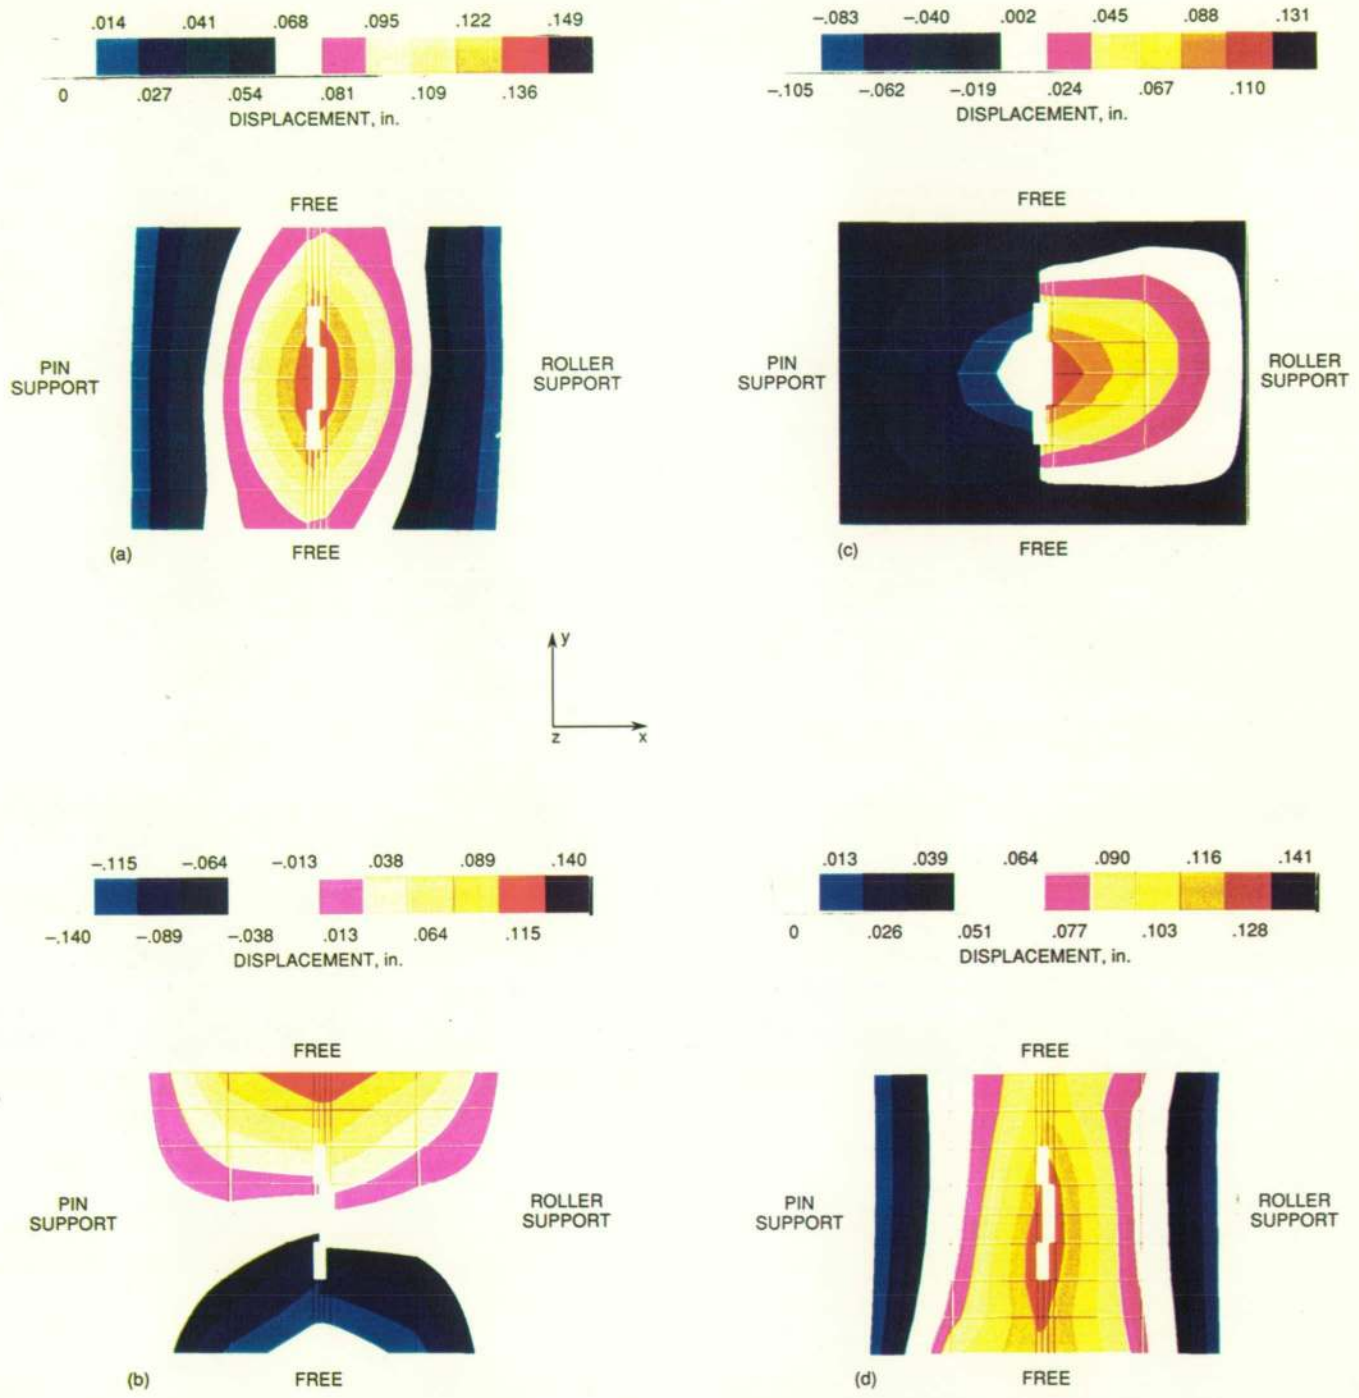 .014 .041 .068 .095 .122 .149
0 .027 .054 .081 .109 .136
DISPLACEMENT, in.
FREE
PIN
SUPPORT
ROLLER
SUPPORT
(a)
FREE
−.083 −.040 .002 .045 .088 .131
−.105 −.062 −.019 .024 .067 .110
DISPLACEMENT, in.
FREE
PIN
SUPPORT
ROLLER
SUPPORT
(c)
FREE
y
z x
−.115 −.064 −.013 .038 .089 .140
−.140 −.089 −.038 .013 .064 .115
DISPLACEMENT, in.
FREE
PIN
SUPPORT
ROLLER
SUPPORT
(b)
FREE
.013 .039 .064 .090 .116 .141
0 .026 .051 .077 .103 .128
DISPLACEMENT, in.
FREE
PIN
SUPPORT
ROLLER
SUPPORT
(d)
FREE